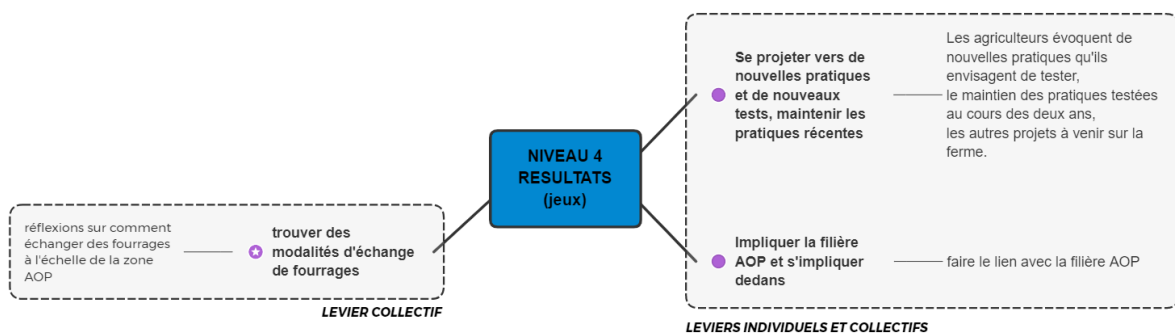 NIVEAU 4
RESULTATS
(jeux)
réflexions sur comment
échanger des fourrages
à l'échelle de la zone
AOP
trouver des
modalités d'échange
de fourrages
LEVIER COLLECTIF
Se projeter vers de
nouvelles pratiques
et de nouveaux
tests, maintenir les
pratiques récentes
Les agriculteurs évoquent de
nouvelles pratiques qu'ils
envisagent de tester,
le maintien des pratiques testées
au cours des deux ans,
les autres projets à venir sur la
ferme.
Impliquer la filière
AOP et s'impliquer
dedans
faire le lien avec la filière AOP
LEVIERS INDIVIDUELS ET COLLECTIFS